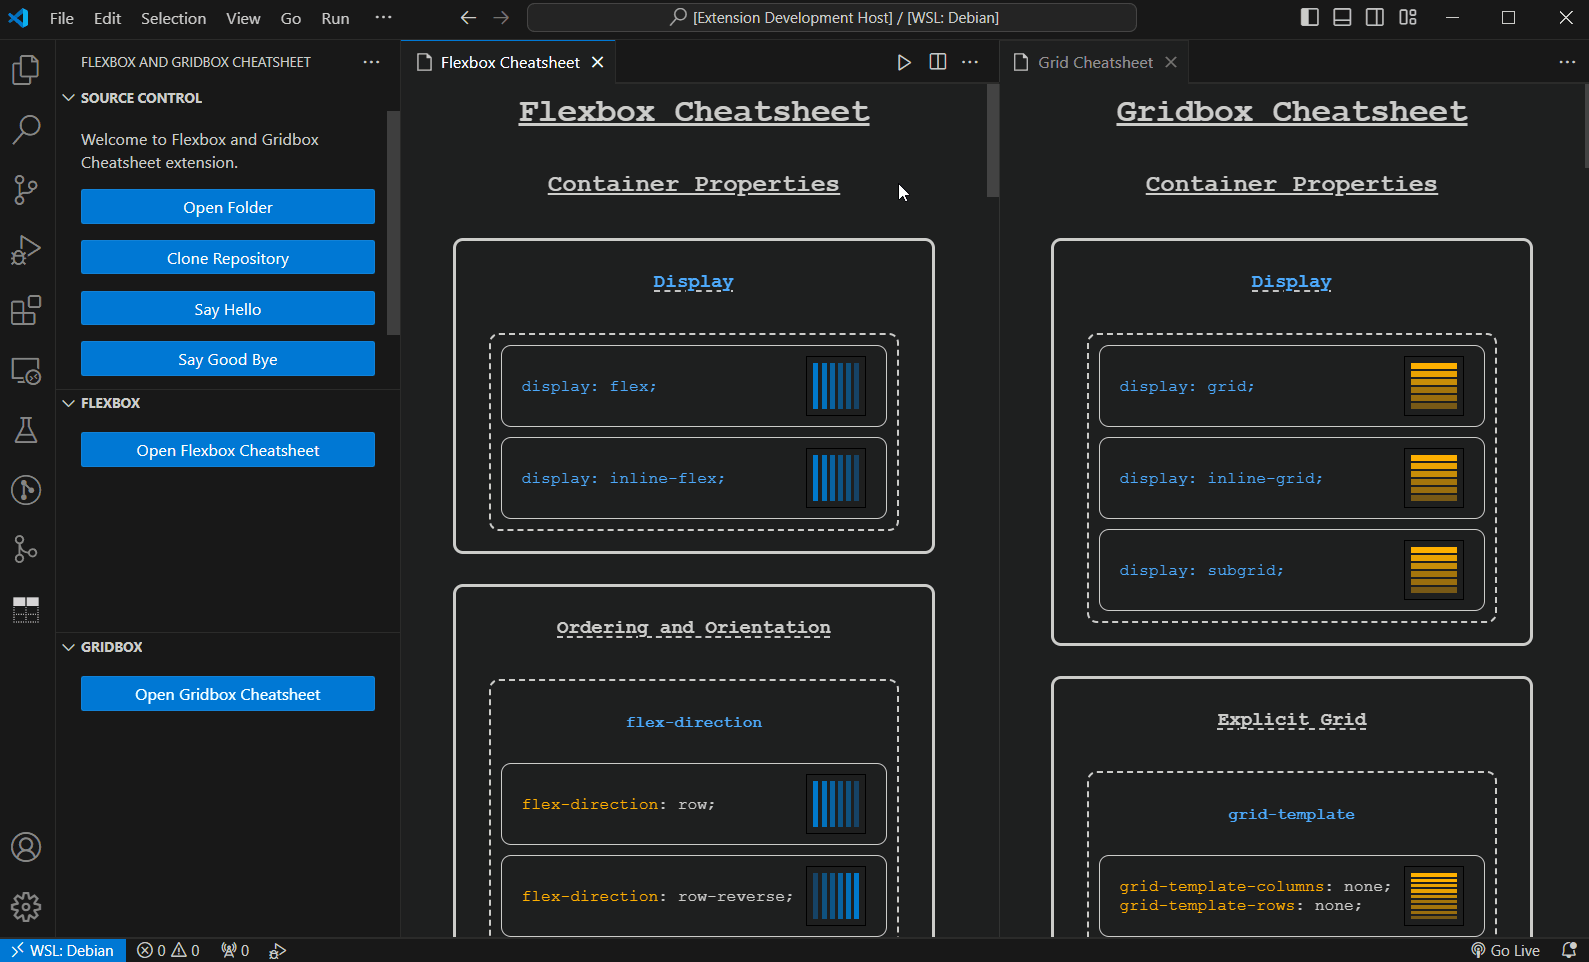 File Edit Selection View Go Run ···
[Extension Development Host] / [WSL: Debian]
FLEXBOX AND GRIDBOX CHEATSHEET
SOURCE CONTROL
Welcome to Flexbox and Gridbox
Cheatsheet extension.
Open Folder
Clone Repository
Say Hello
Say Good Bye
FLEXBOX
Open Flexbox Cheatsheet
GRIDBOX
Open Gridbox Cheatsheet
Flexbox Cheatsheet
Flexbox Cheatsheet
Container Properties
Display
display: flex;
display: inline-flex;
Ordering and Orientation
flex-direction
flex-direction: row;
flex-direction: row-reverse;
Grid Cheatsheet
Gridbox Cheatsheet
Container Properties
Display
display: grid;
display: inline-grid;
display: subgrid;
Explicit Grid
grid-template
grid-template-columns: none;
grid-template-rows: none;
WSL: Debian 0 0 0 Go Live